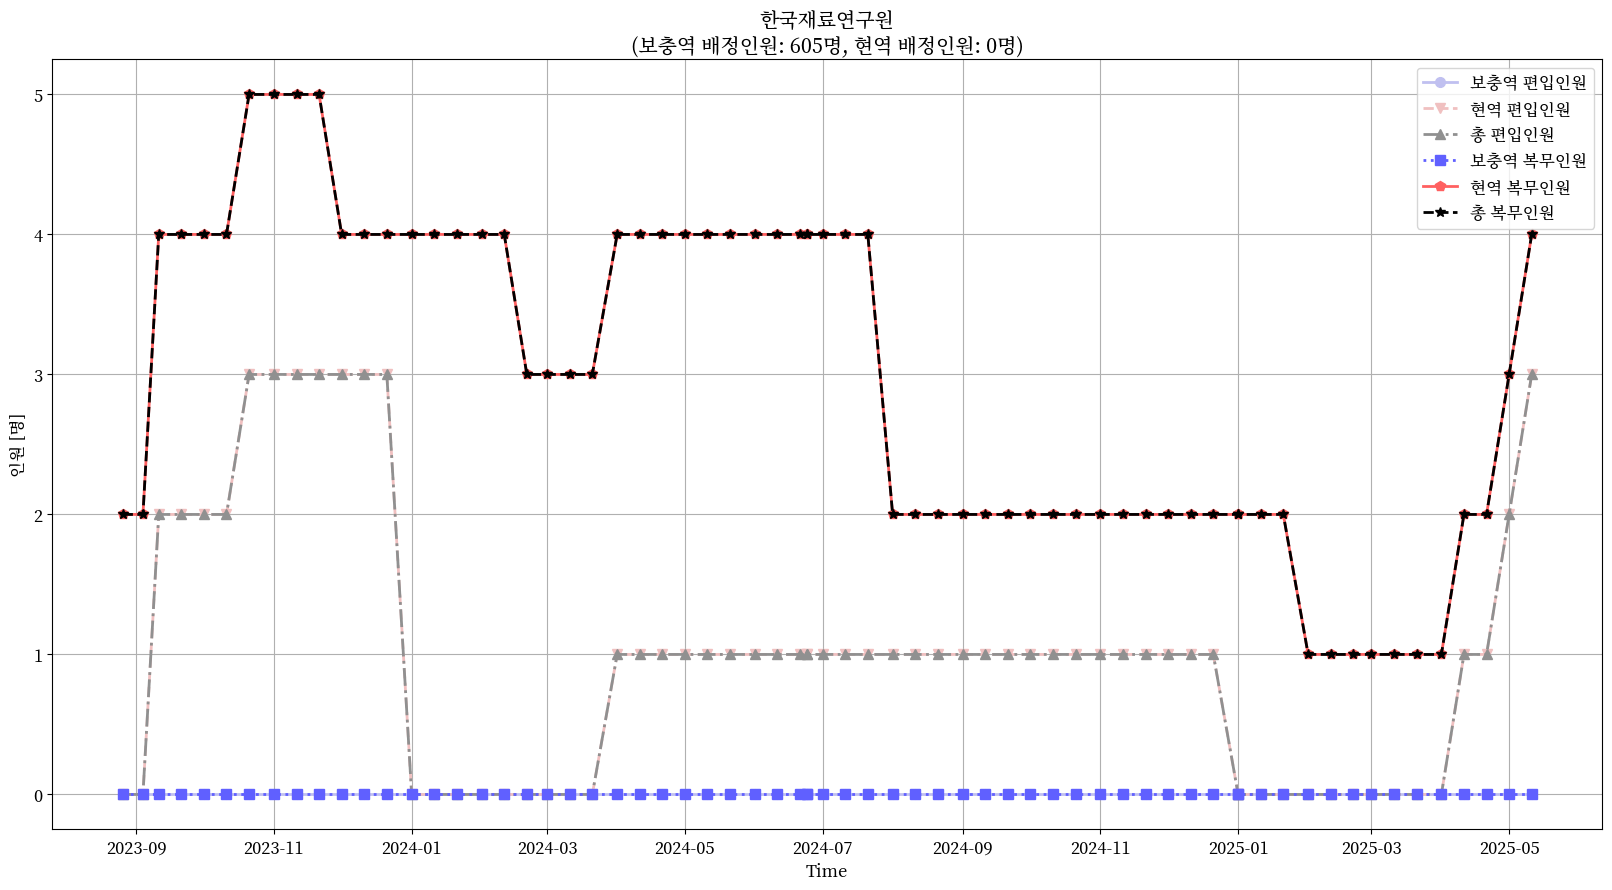 한국재료연구원
(보충역 배정인원: 605명, 현역 배정인원: 0명)
보충역 편입인원
현역 편입인원
총 편입인원
보충역 복무인원
현역 복무인원
총 복무인원
인원 [명]
5
4
3
2
1
0
2023-09 2023-11 2024-01 2024-03 2024-05 2024-07 2024-09 2024-11 2025-01 2025-03 2025-05
Time